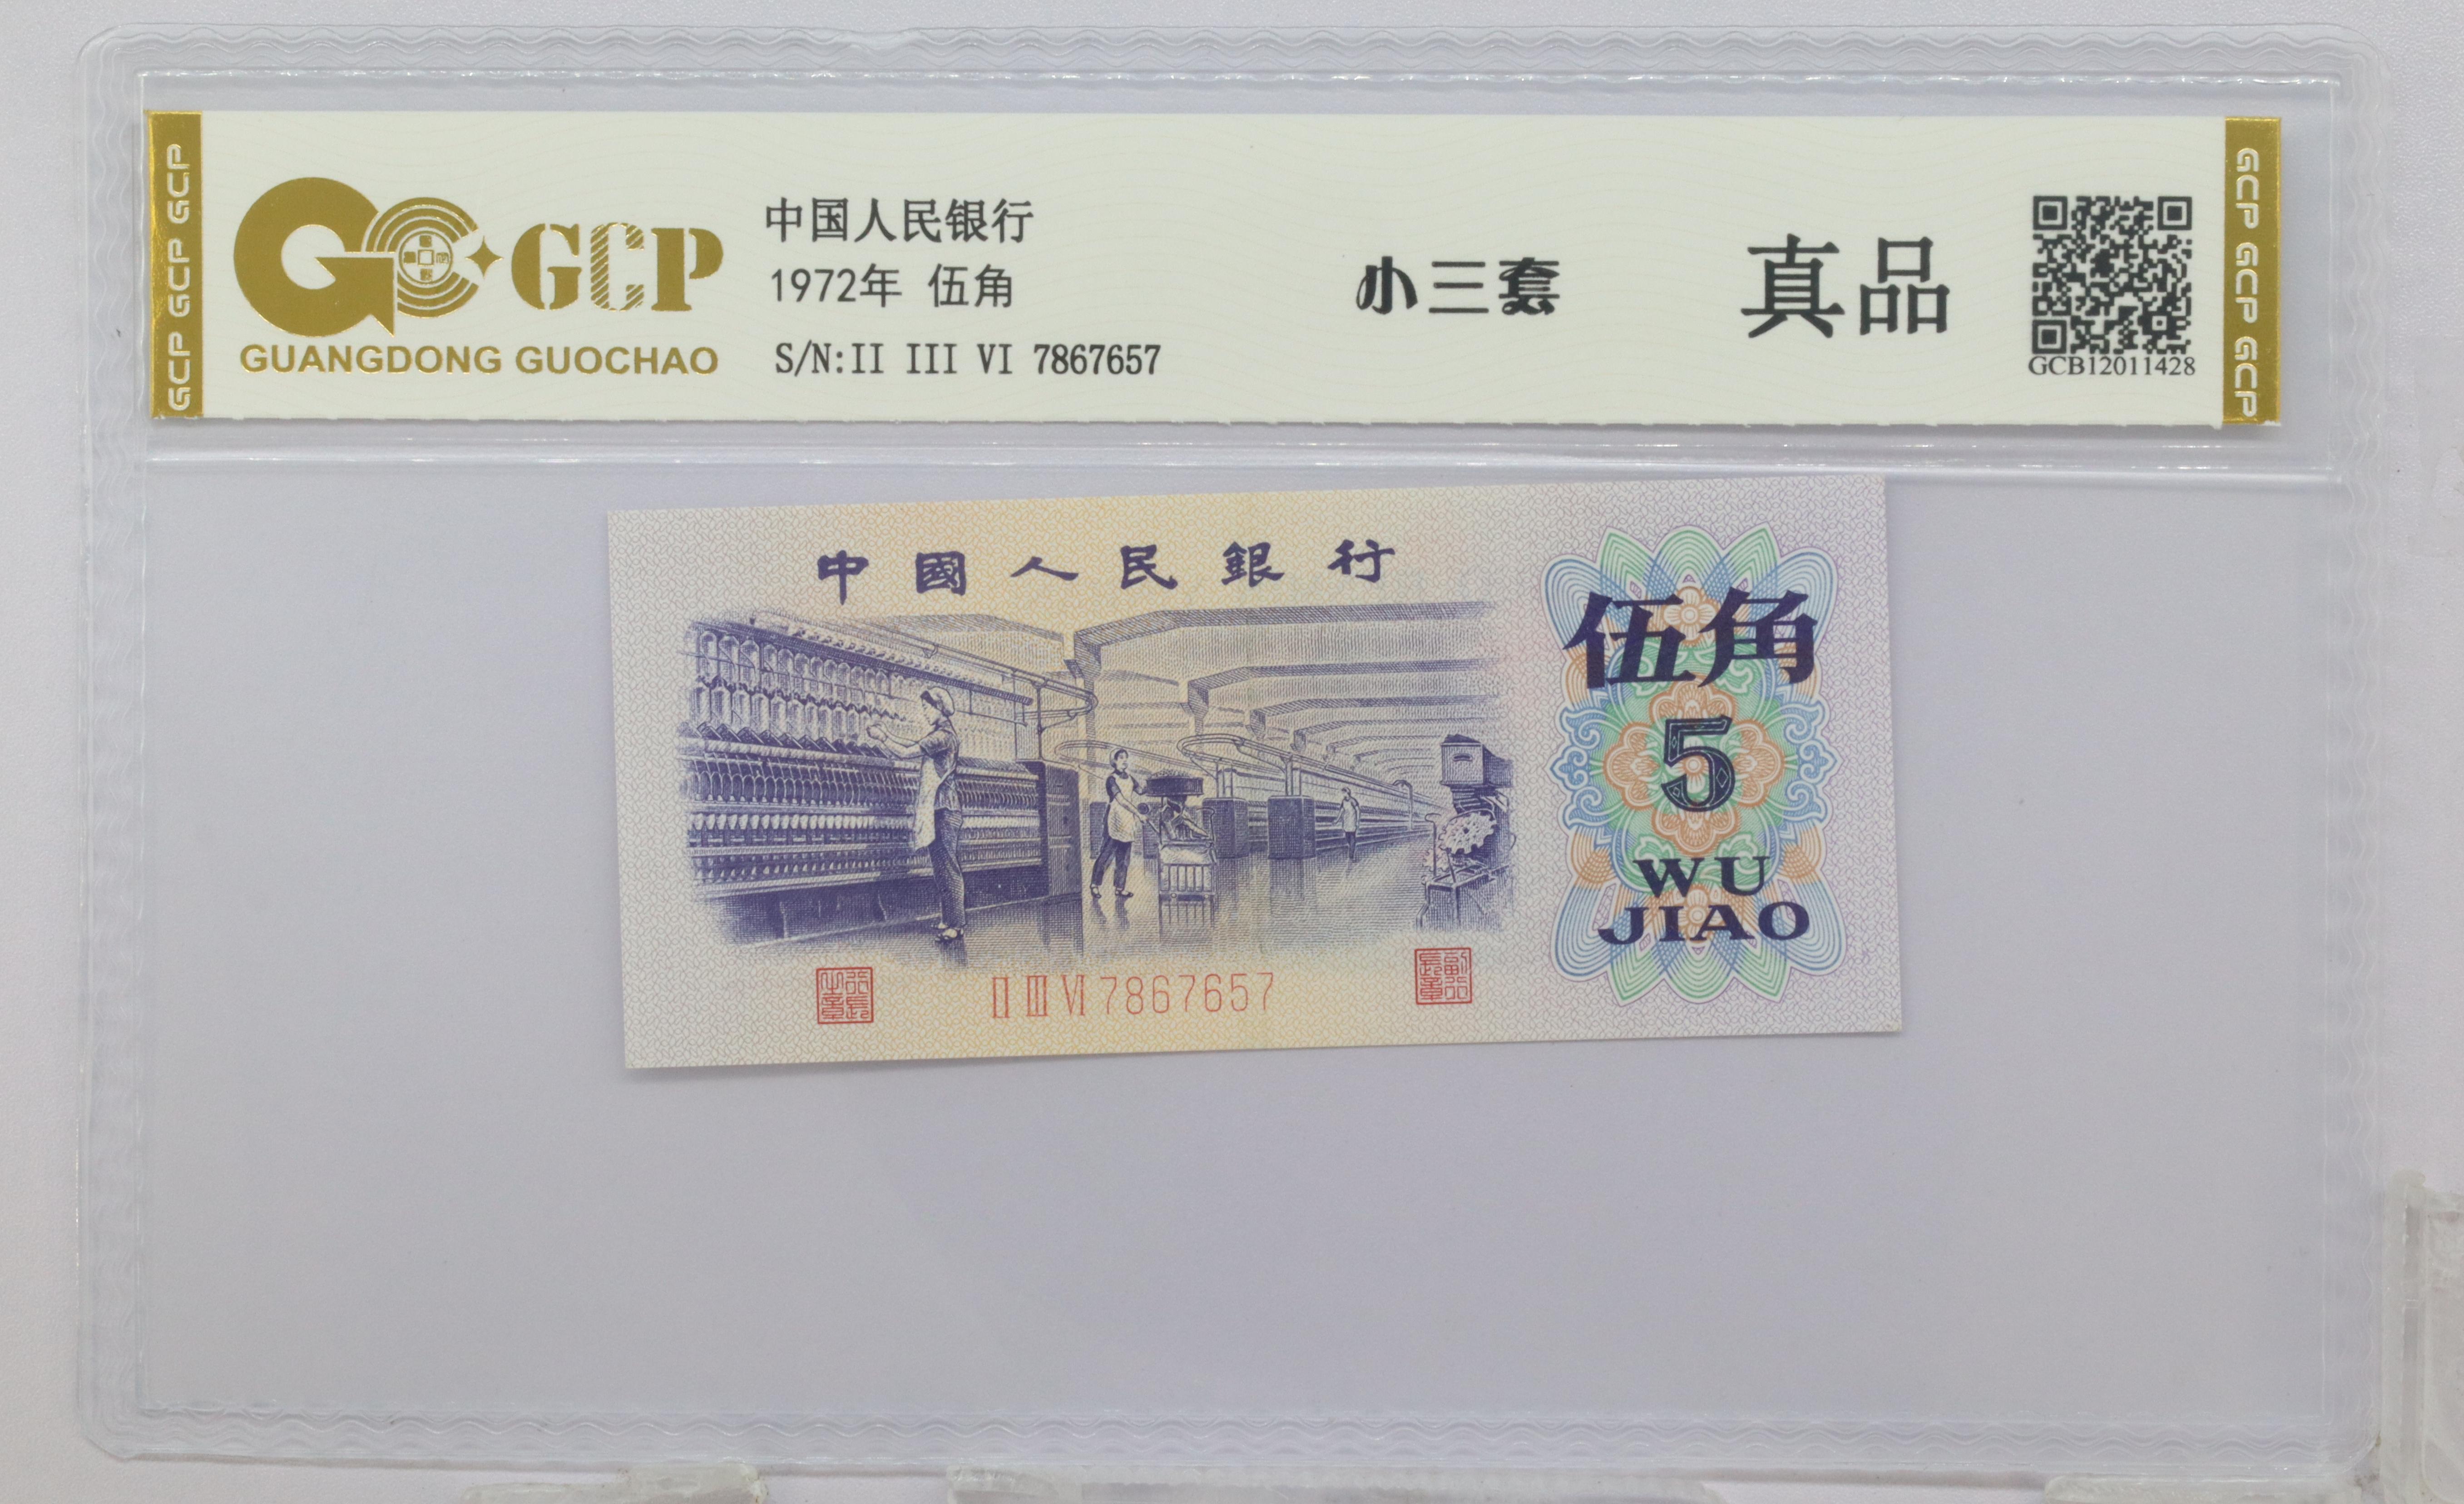 GCP GCP GCP GCP
GCP
GUANGDONG GUOCHAO
中国人民银行
1972年 伍角
S/N:II III VI 7867657
小三套
真品
GCB12011428
GCP GCP GCP GCP
中國人民銀行
伍角
5
WU
JIAO
II III VI 7867657